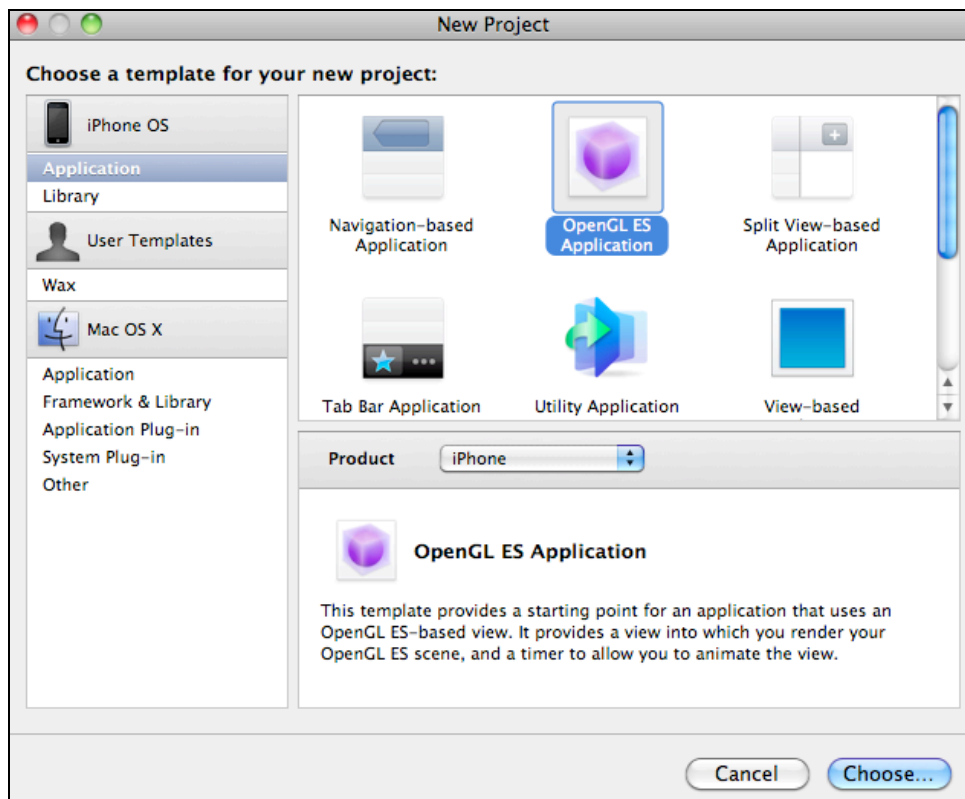 New Project
Choose a template for your new project:
iPhone OS
Application
Library
User Templates
Wax
Mac OS X
Application
Framework & Library
Application Plug-in
System Plug-in
Other
Navigation-based
Application
OpenGL ES
Application
Split View-based
Application
Tab Bar Application
Utility Application
View-based
Product
iPhone
OpenGL ES Application
This template provides a starting point for an application that uses an
OpenGL ES-based view. It provides a view into which you render your
OpenGL ES scene, and a timer to allow you to animate the view.
Cancel
Choose...